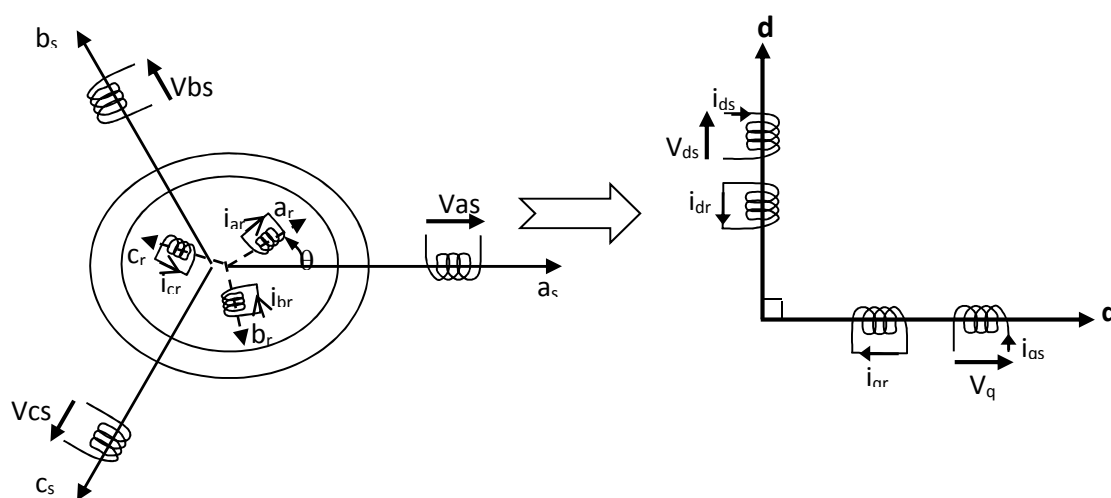 bs
Vbs
iar
ar
Vas
cr
θ
icr
ibr
as
br
Vcs
cs
d
ids
Vds
idr
q
iqs
iqr
Vq